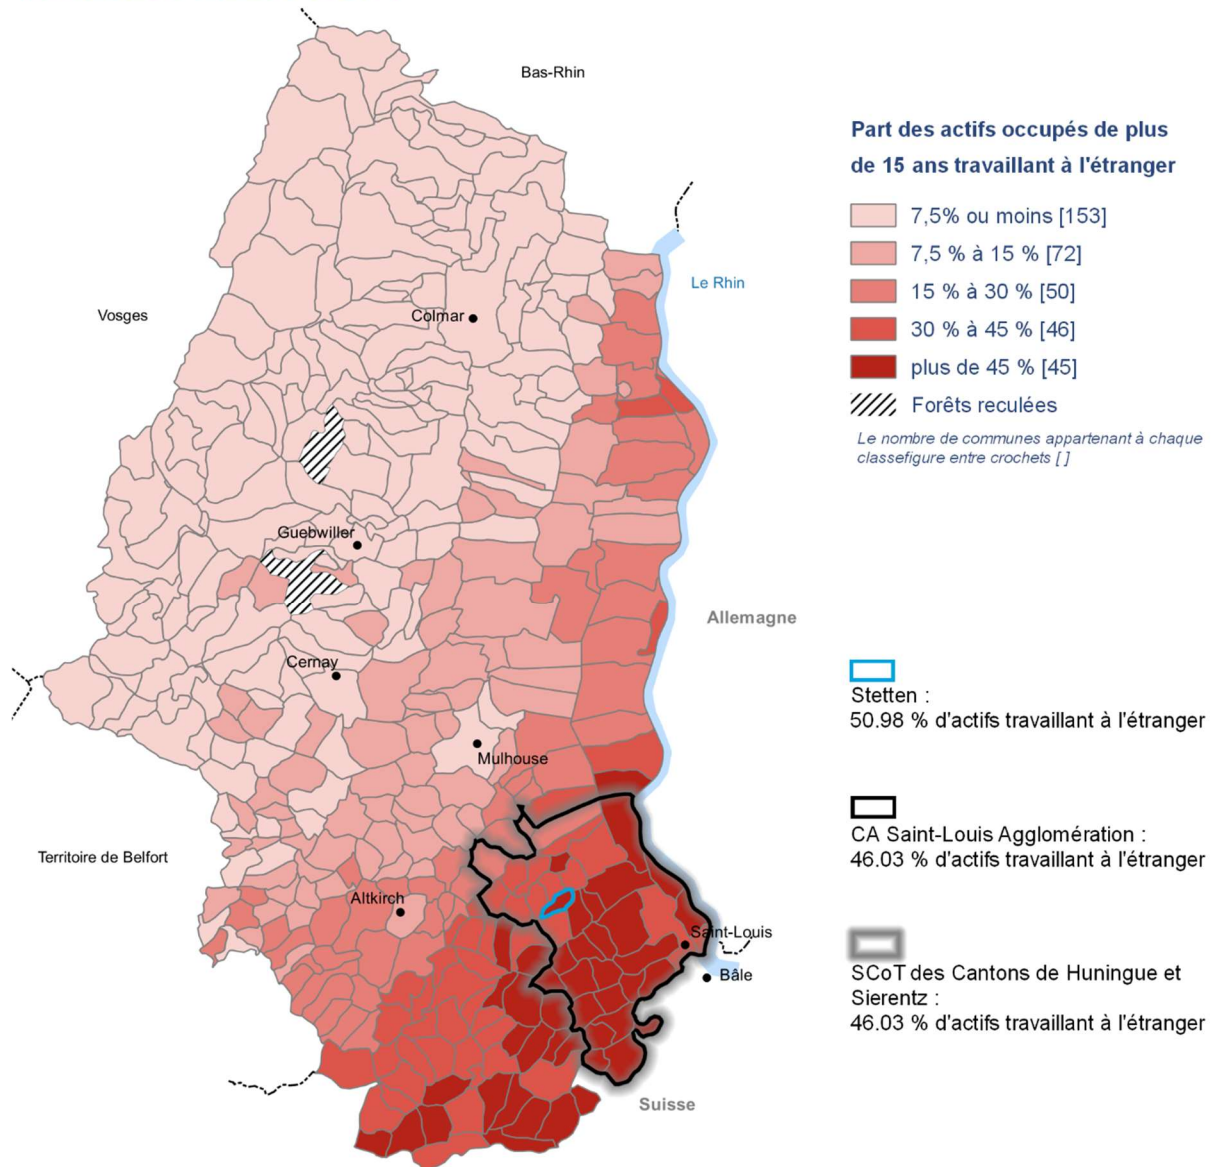 Bas-Rhin
Vosges
Colmar
Le Rhin
Guebwiller
Allemagne
Cernay
Mulhouse
Territoire de Belfort
Altkirch
Saint-Louis
Bâle
Suisse
Part des actifs occupés de plus
de 15 ans travaillant à l'étranger
7,5% ou moins [153]
7,5 % à 15 % [72]
15 % à 30 % [50]
30 % à 45 % [46]
plus de 45 % [45]
Forêts reculées
Le nombre de communes appartenant à chaque
classefigure entre crochets [ ]
Stetten :
50.98 % d'actifs travaillant à l'étranger
CA Saint-Louis Agglomération :
46.03 % d'actifs travaillant à l'étranger
SCoT des Cantons de Huningue et
Sierentz :
46.03 % d'actifs travaillant à l'étranger